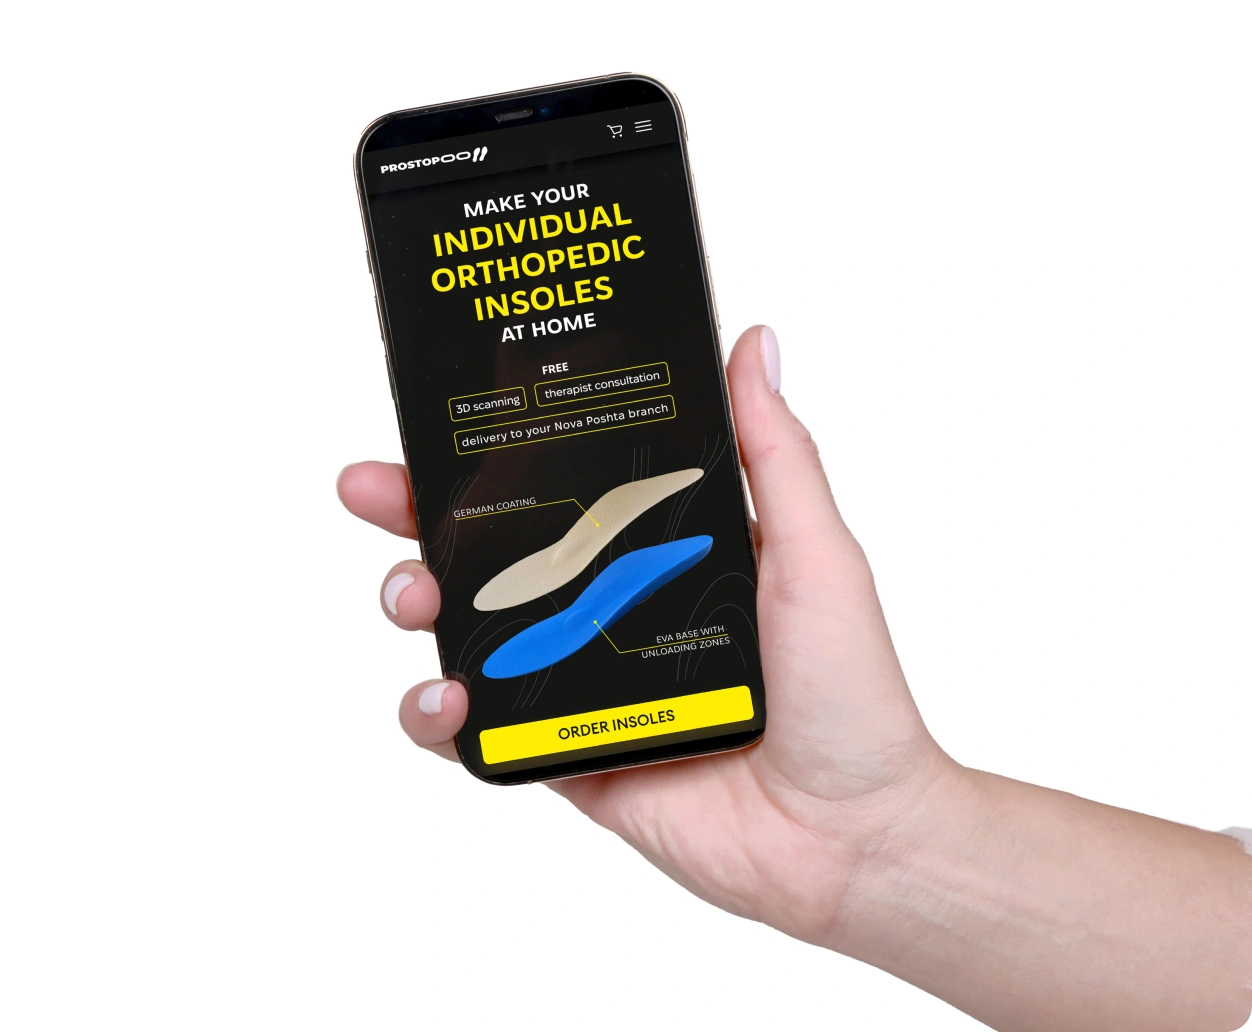 PROSTOPOO
MAKE YOUR
INDIVIDUAL
ORTHOPEDIC
INSOLES
AT HOME
FREE
3D scanning
therapist consultation
delivery to your Nova Poshta branch
GERMAN COATING
EVA BASE WITH
UNLOADING ZONES
ORDER INSOLES